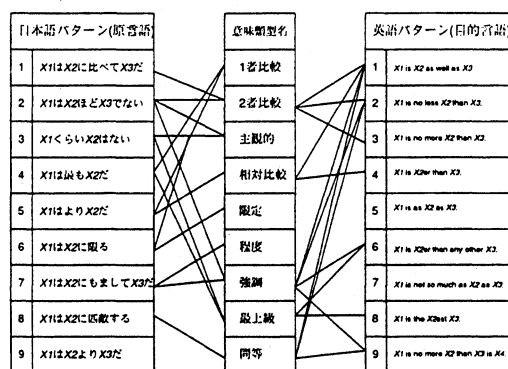 日本語パターン(原言語)
1 X1はX2に比べてX3だ
2 X1はX2ほどX3でない
3 X1くらいX2はない
4 X1は最もX2だ
5 X1はよりX2だ
6 X1はX2に限る
7 X1はX2にもましてX3だ
8 X1はX2に匹敵する
9 X1はX2よりX3だ
意味類型名
1者比較
2者比較
主観的
相対比較
限定
程度
強調
最上級
同等
英語パターン(目的言語)
1 X1 is X2 as well as X3.
2 X1 is no less X2 than X3.
3 X1 is no more X2 than X3.
4 X1 is X2er than X3.
5 X1 is as X2 as X3.
6 X1 is X2er than any other X3.
7 X1 is not so much as X2 as X3.
8 X1 is the X2est X3.
9 X1 is no more X2 than X3 is X4.